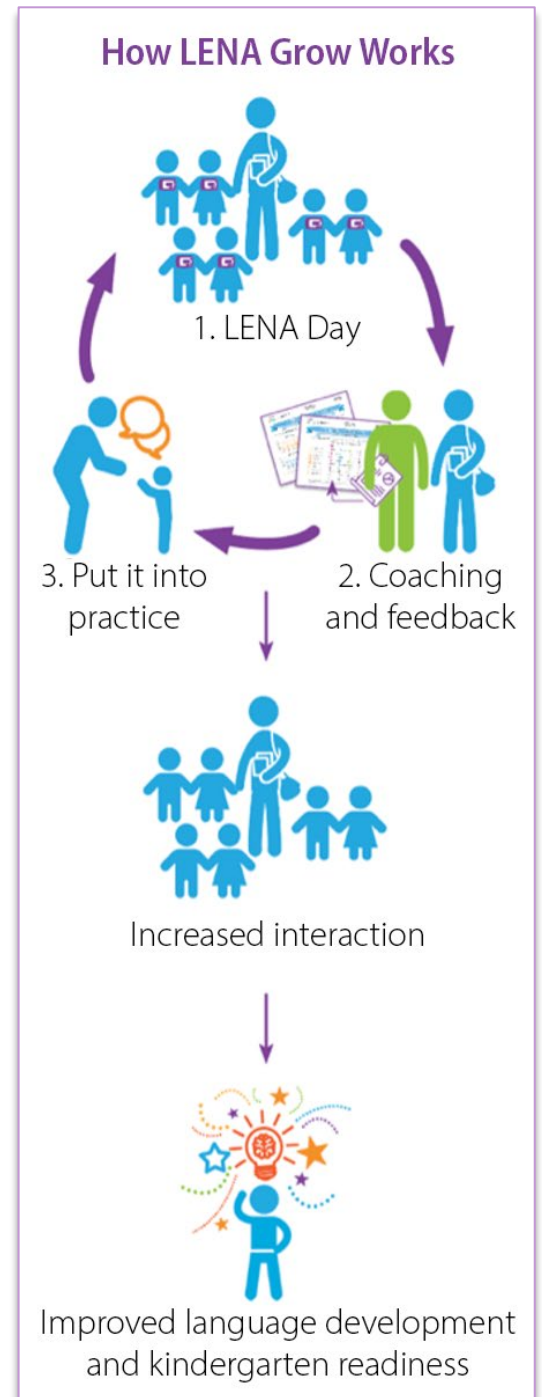 How LENA Grow Works
1. LENA Day
2. Coaching
and feedback
3. Put it into
practice
Increased interaction
Improved language development
and kindergarten readiness